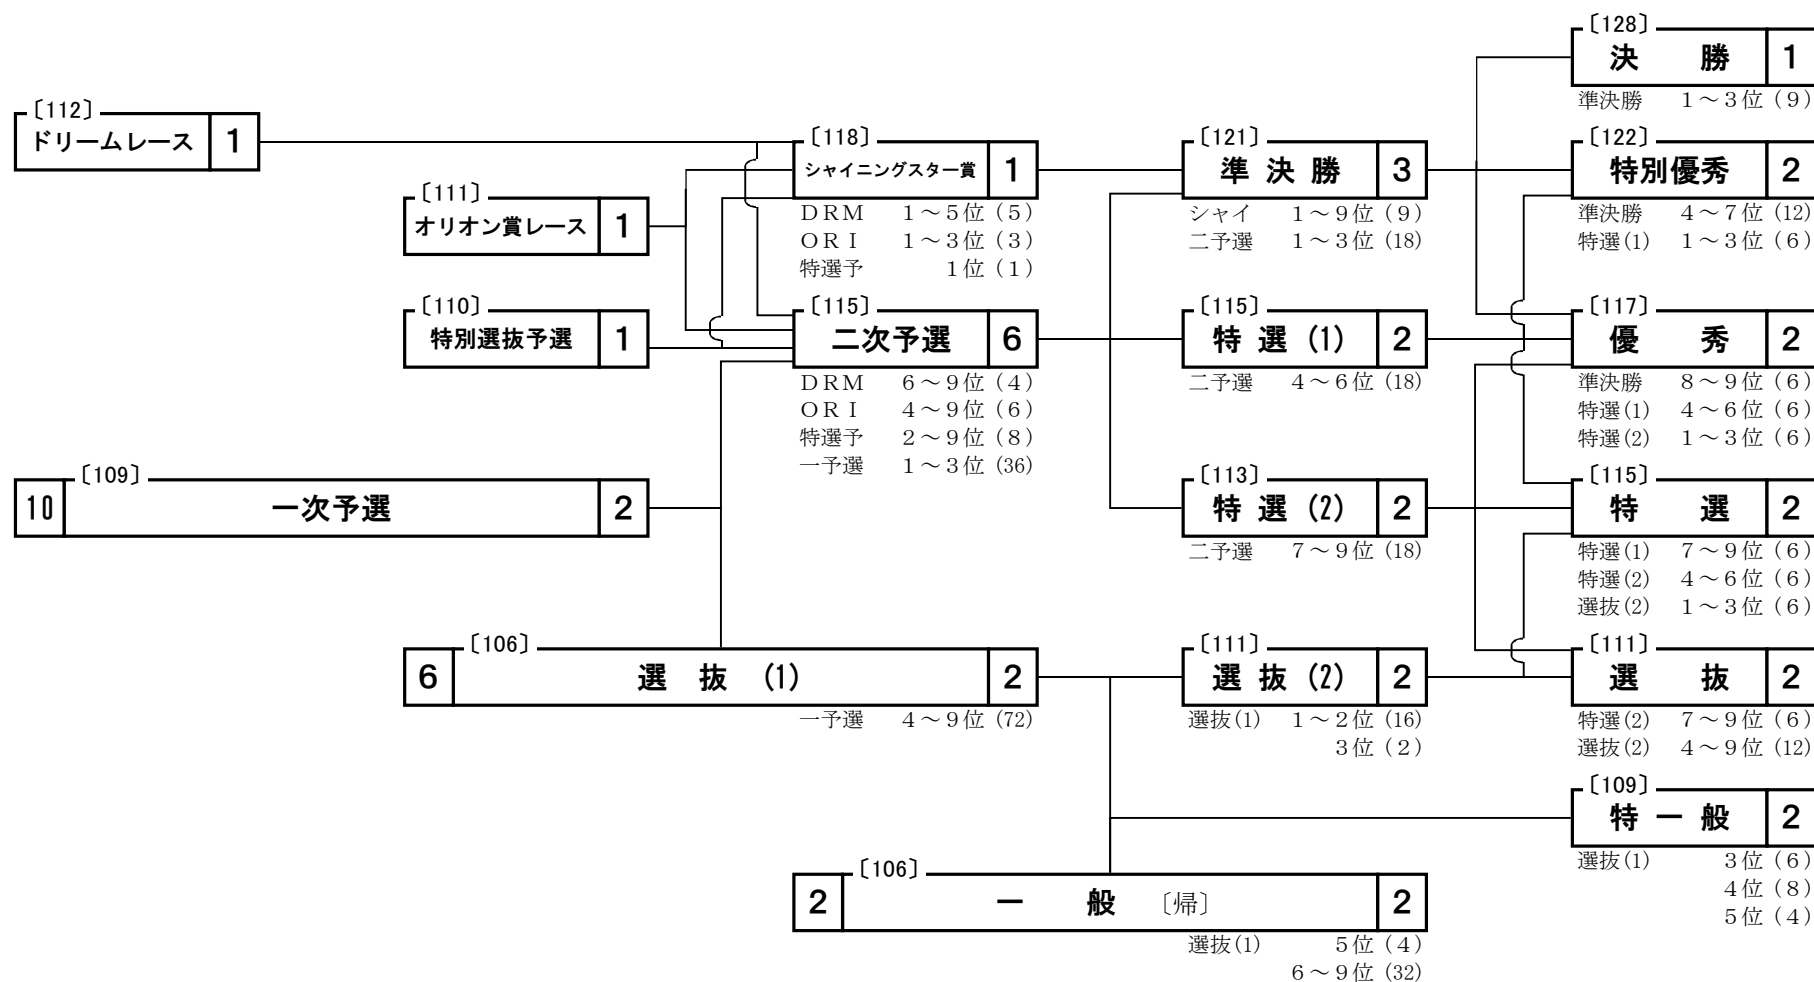 〔112〕
ドリームレース 1
〔111〕
オリオン賞レース 1
〔110〕
特別選抜予選 1
〔109〕
10 一次予選 2
〔106〕
6 選 抜 (1) 2
一予選 4～9位 (72)
〔118〕
シャイニングスター賞 1
ＤＲＭ 1～5位 (5)
ＯＲＩ 1～3位 (3)
特選予 1位 (1)
〔115〕
二次予選 6
ＤＲＭ 6～9位 (4)
ＯＲＩ 4～9位 (6)
特選予 2～9位 (8)
一予選 1～3位 (36)
〔106〕
2 一 般 〔帰〕 2
選抜(1) 5位 (4)
6～9位 (32)
〔121〕
準 決 勝 3
シャイ 1～9位 (9)
二予選 1～3位 (18)
〔115〕
特 選 (1) 2
二予選 4～6位 (18)
〔113〕
特 選 (2) 2
二予選 7～9位 (18)
〔111〕
選 抜 (2) 2
選抜(1) 1～2位 (16)
3位 (2)
〔128〕
決 勝 1
準決勝 1～3位 (9)
〔122〕
特別優秀 2
準決勝 4～7位 (12)
特選(1) 1～3位 (6)
〔117〕
優 秀 2
準決勝 8～9位 (6)
特選(1) 4～6位 (6)
特選(2) 1～3位 (6)
〔115〕
特 選 2
特選(1) 7～9位 (6)
特選(2) 4～6位 (6)
選抜(2) 1～3位 (6)
〔111〕
選 抜 2
特選(2) 7～9位 (6)
選抜(2) 4～9位 (12)
〔109〕
特 一 般 2
選抜(1) 3位 (6)
4位 (8)
5位 (4)